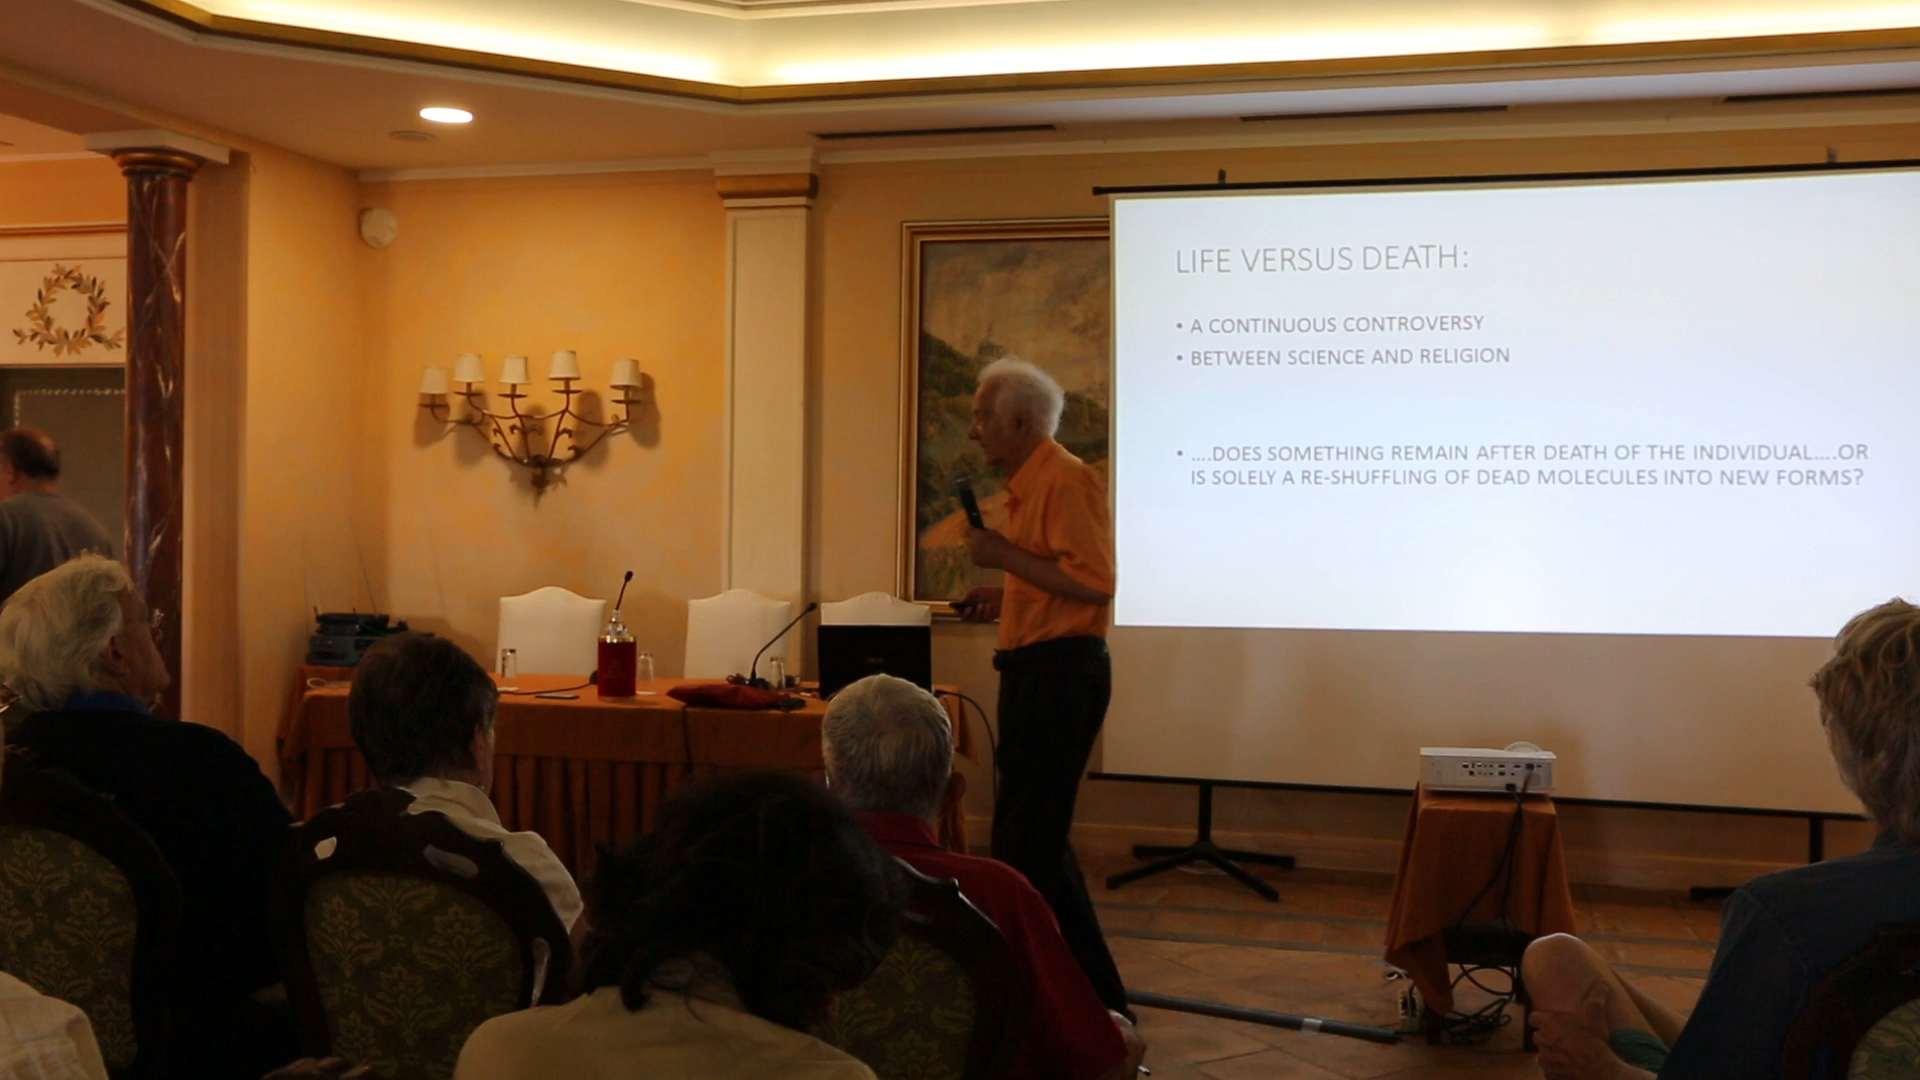 LIFE VERSUS DEATH:
• A CONTINUOUS CONTROVERSY
• BETWEEN SCIENCE AND RELIGION
• ....DOES SOMETHING REMAIN AFTER DEATH OF THE INDIVIDUAL....OR
IS SOLELY A RE-SHUFFLING OF DEAD MOLECULES INTO NEW FORMS?